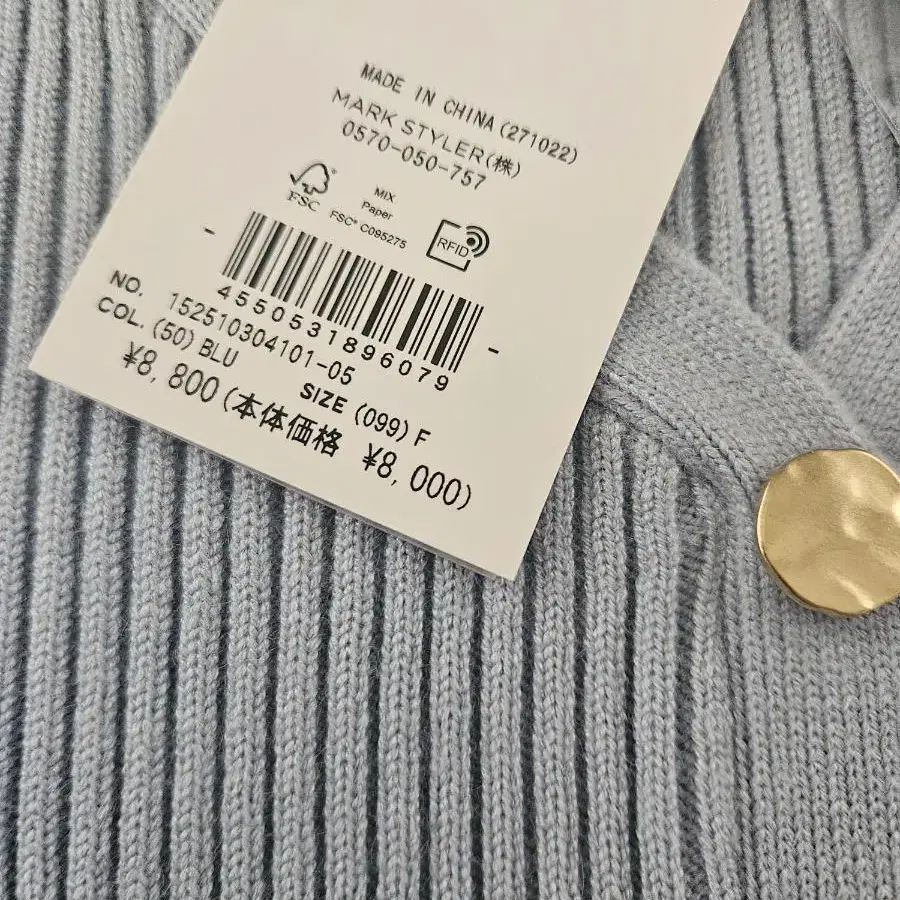 MADE IN CHINA (271022)
MARK STYLER(株)
0570-050-757
FSC®
MIX
Paper
FSC® C095275
RFID
4550531896079
NO. 152510304101-05
COL. (50) BLU
SIZE (099) F
¥8,800(本体価格 ¥8,000)